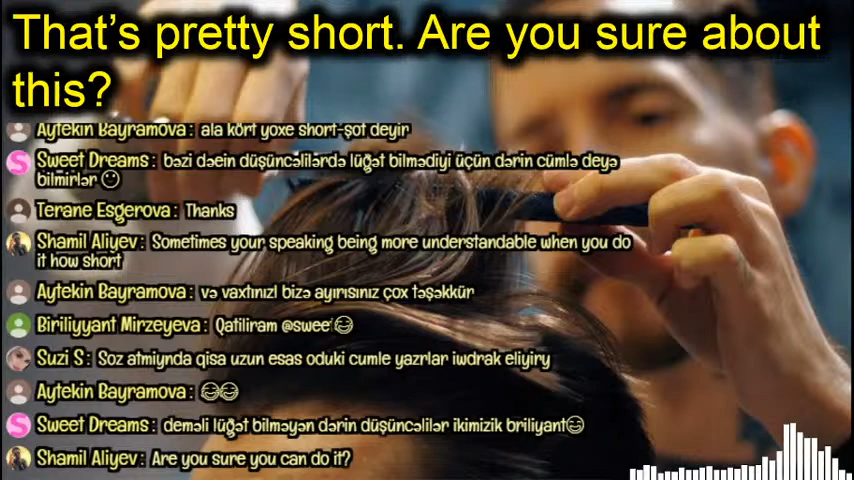 That's pretty short. Are you sure about
this?
Aytekin Bayramova : ala kört yoxe short-şot deyir
Sweet Dreams : bəzi dəein düşüncəlilərdə lüğət bilmədiyi üçün dərin cümlə deyə
bilmirlər 🙂
Terane Esgerova : Thanks
Shamil Aliyev : Sometimes your speaking being more understandable when you do
it how short
Aytekin Bayramova : və vaxtınızl bizə ayırısınız çox təşəkkür
Biriliyyant Mirzeyeva : Qatiliram @sweet 😂
Suzi S : Soz atmiynda qisa uzun esas oduki cumle yazrlar iwdrak eliyiry
Aytekin Bayramova : 😂😂
Sweet Dreams : deməli lüğət bilməyən dərin düşüncəlilər ikimizik briliyant😄
Shamil Aliyev : Are you sure you can do it?